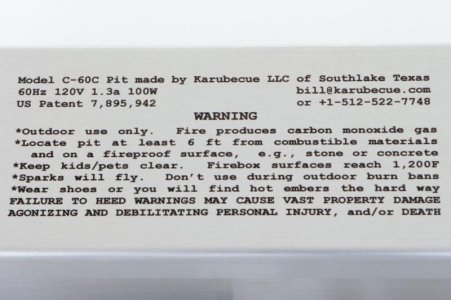 Model C-60C Pit made by Karubecue LLC of Southlake Texas
60Hz 120V 1.3a 100W bill@karubecue.com
US Patent 7,895,942 or +1-512-522-7748
WARNING
*Outdoor use only. Fire produces carbon monoxide gas
*Locate pit at least 6 ft from combustible materials
and on a fireproof surface, e.g., stone or concrete
*Keep kids/pets clear. Firebox surfaces reach 1,200F
*Sparks will fly. Don't use during outdoor burn bans
*Wear shoes or you will find hot embers the hard way
FAILURE TO HEED WARNINGS MAY CAUSE VAST PROPERTY DAMAGE
AGONIZING AND DEBILITATING PERSONAL INJURY, and/or DEATH